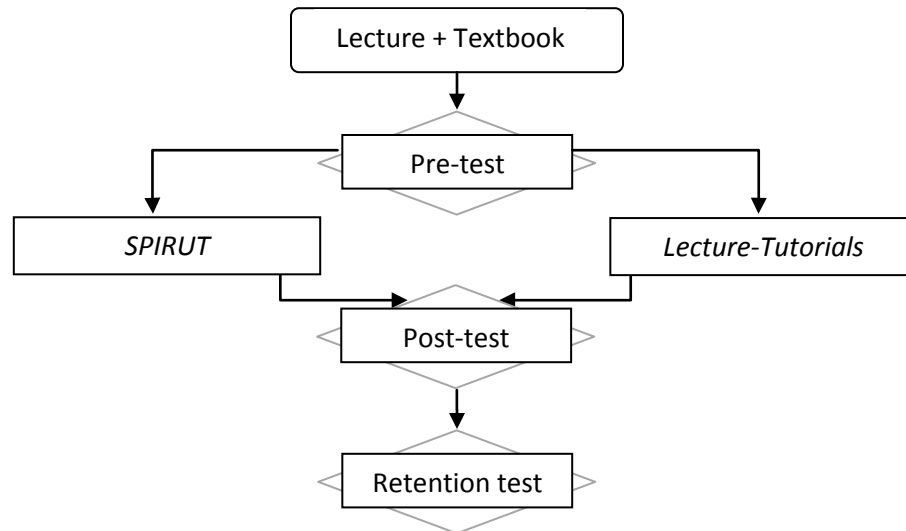 Lecture + Textbook
Pre-test
SPIRUT
Lecture-Tutorials
Post-test
Retention test